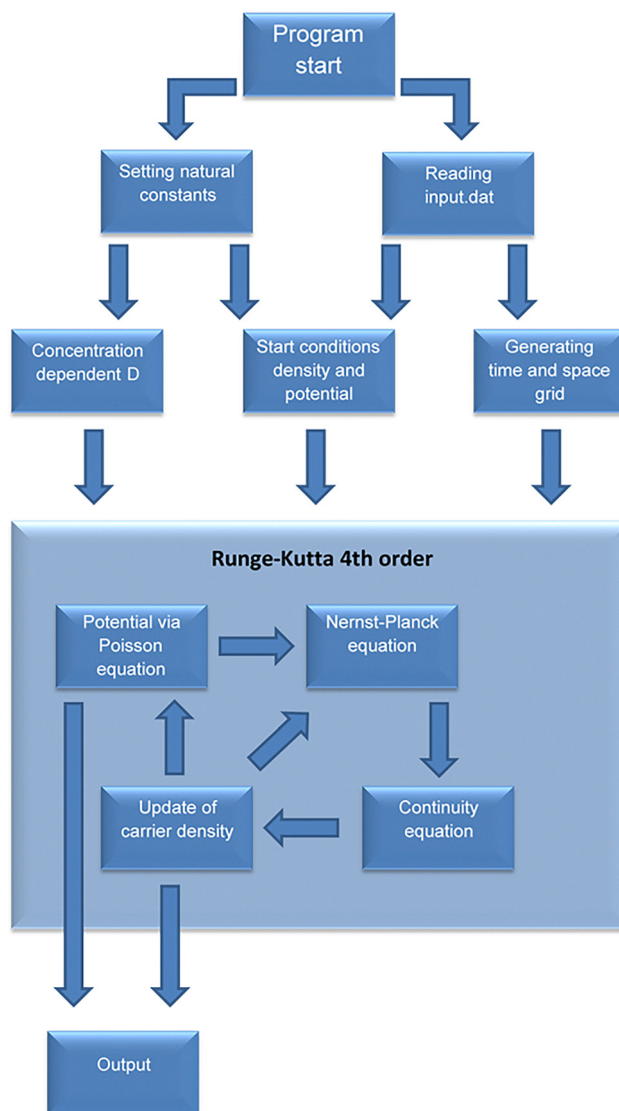 Program
start
Setting natural
constants
Reading
input.dat
Concentration
dependent D
Start conditions
density and
potential
Generating
time and space
grid
Runge-Kutta 4th order
Potential via
Poisson
equation
Nernst-Planck
equation
Update of
carrier density
Continuity
equation
Output